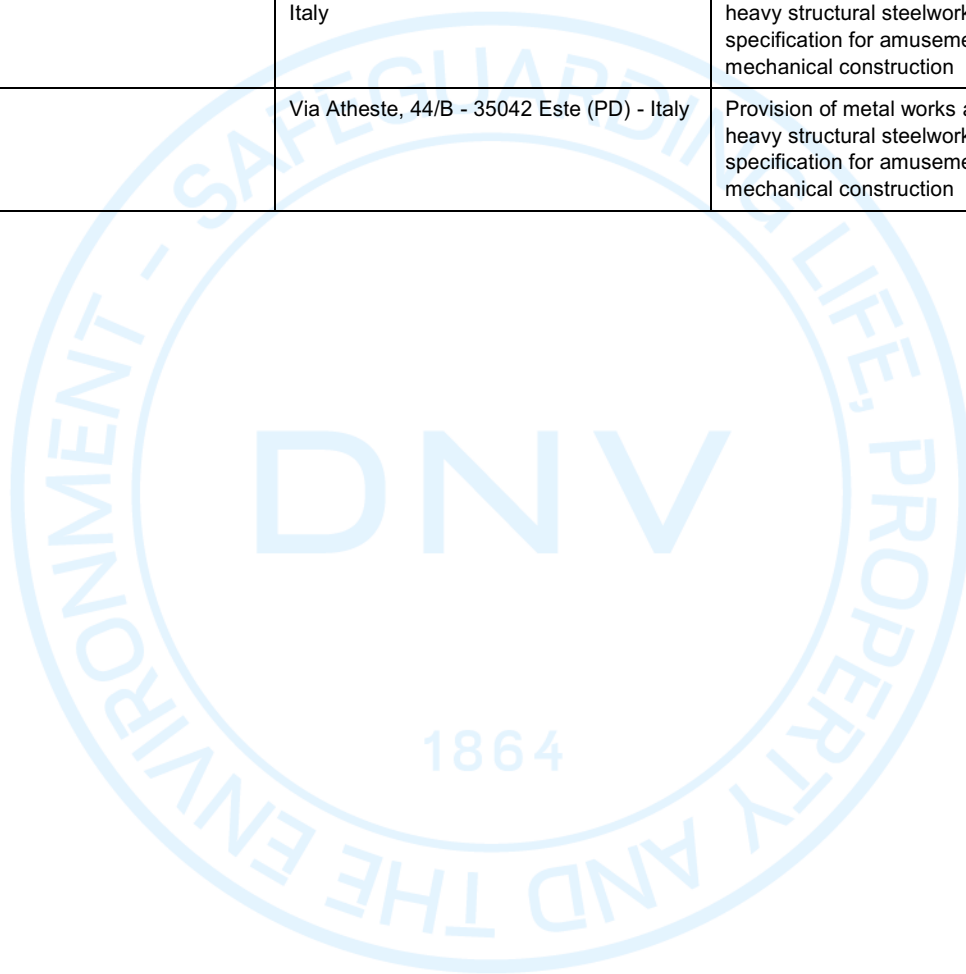 Italy
heavy structural steelwork
specification for amuseme
mechanical construction
Via Atheste, 44/B - 35042 Este (PD) - Italy
Provision of metal works a
heavy structural steelwork
specification for amuseme
mechanical construction
SAFEGUARDING LIFE, PROPERTY AND THE ENVIRONMENT -
DNV
1864